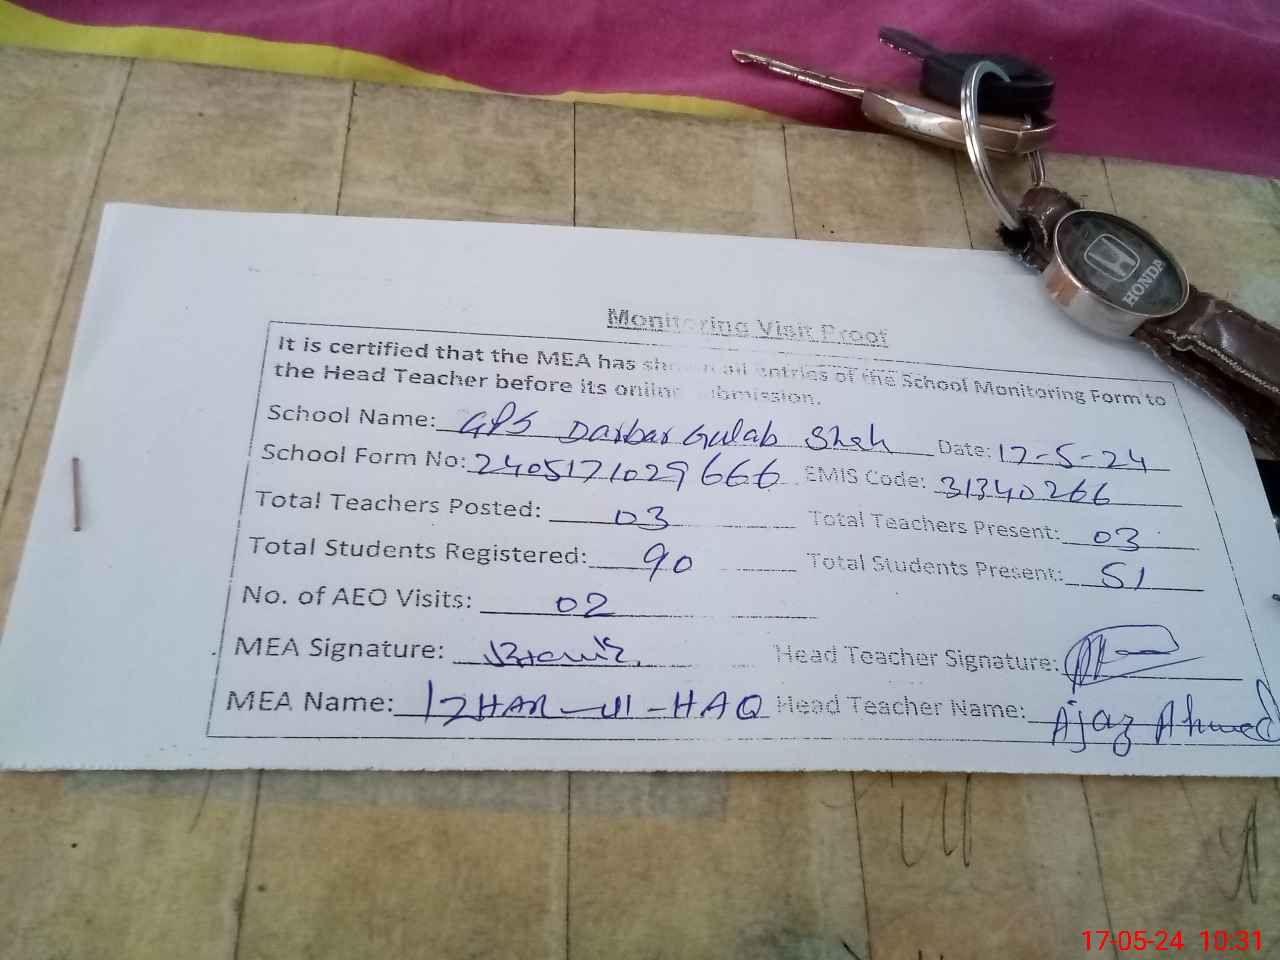 HONDA
Monitoring Visit Proof
It is certified that the MEA has shown all entries of the School Monitoring Form to
the Head Teacher before its online submission.
School Name: GPS Darbar Gulab Shah Date: 17-5-24
School Form No: 2405171029666 EMIS Code: 31340266
Total Teachers Posted: 03 Total Teachers Present: 03
Total Students Registered: 90 Total Students Present: 51
No. of AEO Visits: 02
MEA Signature: Head Teacher Signature:
MEA Name: IZHAR-UL-HAQ Head Teacher Name: Ajaz Ahmed
17-05-24 10:31